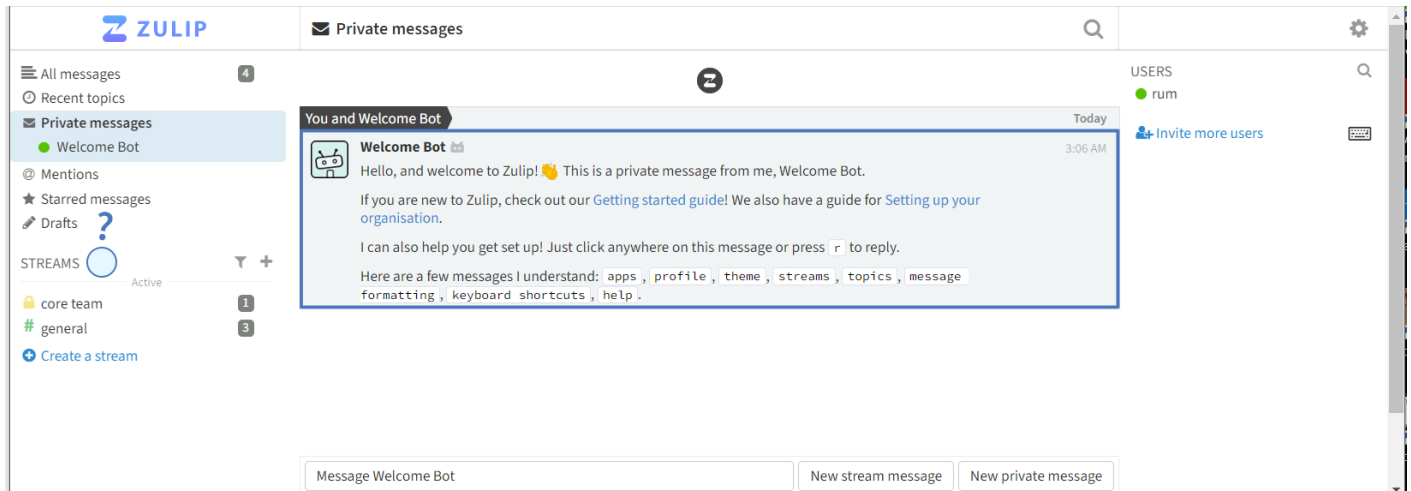 ZULIP
Private messages
All messages 4
Recent topics
Private messages
Welcome Bot
@ Mentions
Starred messages
Drafts
?
STREAMS
Active
core team 1
# general 3
Create a stream
You and Welcome Bot
Today
Welcome Bot
3:06 AM
Hello, and welcome to Zulip! 👋 This is a private message from me, Welcome Bot.
If you are new to Zulip, check out our Getting started guide! We also have a guide for Setting up your
organisation.
I can also help you get set up! Just click anywhere on this message or press r to reply.
Here are a few messages I understand: apps, profile, theme, streams, topics, message
formatting, keyboard shortcuts, help.
Message Welcome Bot
New stream message
New private message
USERS
rum
Invite more users